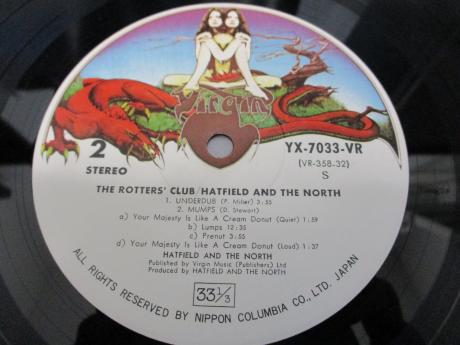 Virgin
2
STEREO
YX-7033-VR
(VR-358-32)
S
THE ROTTERS' CLUB/HATFIELD AND THE NORTH
1. UNDERDUB (P. Miller) 3:55
2. MUMPS (D. Stewart)
a) Your Majesty Is Like A Cream Donut (Quiet) 1:59
b) Lumps 12:35
c) Prenut 3:55
d) Your Majesty Is Like A Cream Donut (Loud) 1:37
HATFIELD AND THE NORTH
Published by Virgin Music (Publishers) Ltd
Produced by HATFIELD AND THE NORTH
33 1/3
ALL RIGHTS RESERVED BY NIPPON COLUMBIA CO., LTD. JAPAN